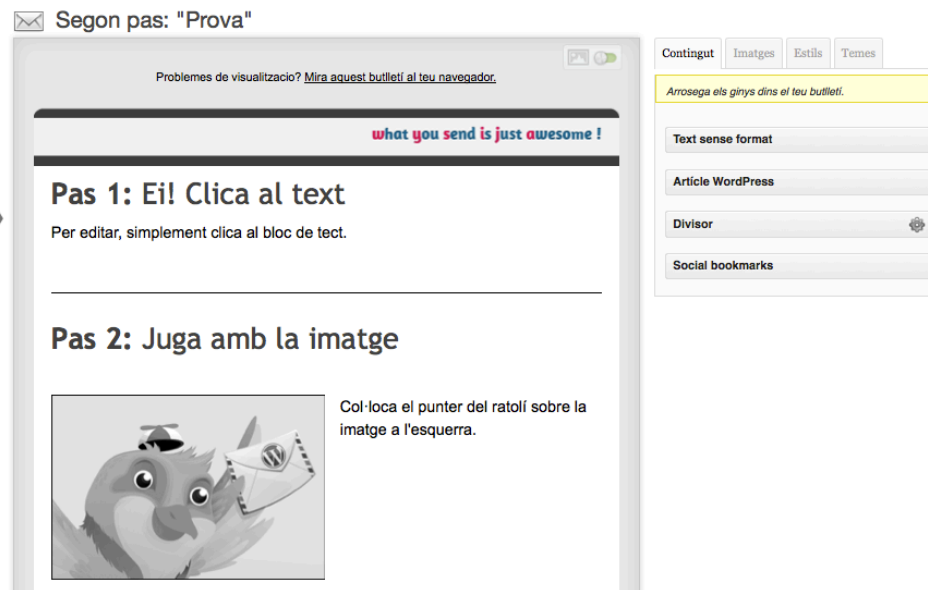 Segon pas: "Prova"
Problemes de visualitzacio? Mira aquest butlletí al teu navegador.
what you send is just awesome !
Pas 1: Ei! Clica al text
Per editar, simplement clica al bloc de tect.
Pas 2: Juga amb la imatge
Col·loca el punter del ratolí sobre la
imatge a l'esquerra.
Contingut Imatges Estils Temes
Arrosega els ginys dins el teu butlletí.
Text sense format
Article WordPress
Divisor
Social bookmarks